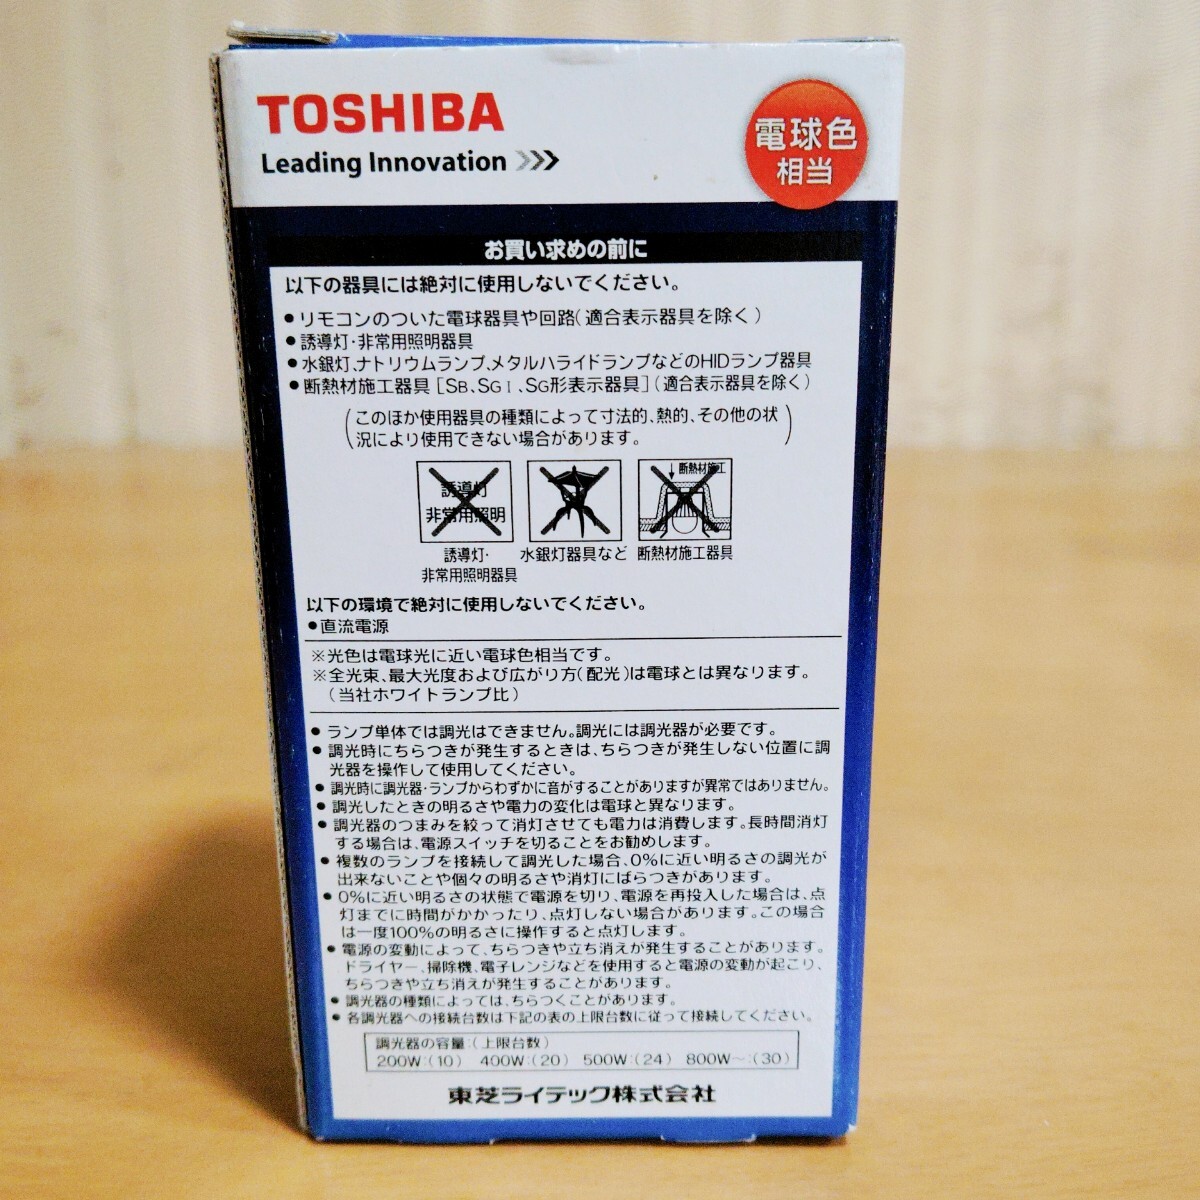 TOSHIBA
Leading Innovation >>>
電球色
相当
お買い求めの前に
以下の器具には絶対に使用しないでください。
●リモコンのついた電球器具や回路(適合表示器具を除く)
●誘導灯・非常用照明器具
●水銀灯、ナトリウムランプ、メタルハライドランプなどのHIDランプ器具
●断熱材施工器具[SB、SGI、SG形表示器具](適合表示器具を除く)
(このほか使用器具の種類によって寸法的、熱的、その他の状
況により使用できない場合があります。)
誘導灯
非常用照明
断熱材施工
誘導灯・
非常用照明器具
水銀灯器具など
断熱材施工器具
以下の環境で絶対に使用しないでください。
●直流電源
※光色は電球光に近い電球色相当です。
※全光束、最大光度および広がり方(配光)は電球とは異なります。
(当社ホワイトランプ比)
●ランプ単体では調光はできません。調光には調光器が必要です。
●調光時にちらつきが発生するときは、ちらつきが発生しない位置に調
光器を操作して使用してください。
●調光時に調光器・ランプからわずかに音がすることがありますが異常ではありません。
●調光したときの明るさや電力の変化は電球と異なります。
●調光器のつまみを絞って消灯させても電力は消費します。長時間消灯
する場合は、電源スイッチを切ることをお勧めします。
●複数のランプを接続して調光した場合、0%に近い明るさの調光が
出来ないことや個々の明るさや消灯にばらつきがあります。
●0%に近い明るさの状態で電源を切り、電源を再投入した場合は、点
灯までに時間がかかったり、点灯しない場合があります。この場合
は一度100%の明るさに操作すると点灯します。
●電源の変動によって、ちらつきや立ち消えが発生することがあります。
ドライヤー、掃除機、電子レンジなどを使用すると電源の変動が起こり、
ちらつきや立ち消えが発生することがあります。
●調光器の種類によっては、ちらつくことがあります。
●各調光器への接続台数は下記の表の上限台数に従って接続してください。
調光器の容量:(上限台数)
200W:(10) 400W:(20) 500W:(24) 800W〜:(30)
東芝ライテック株式会社